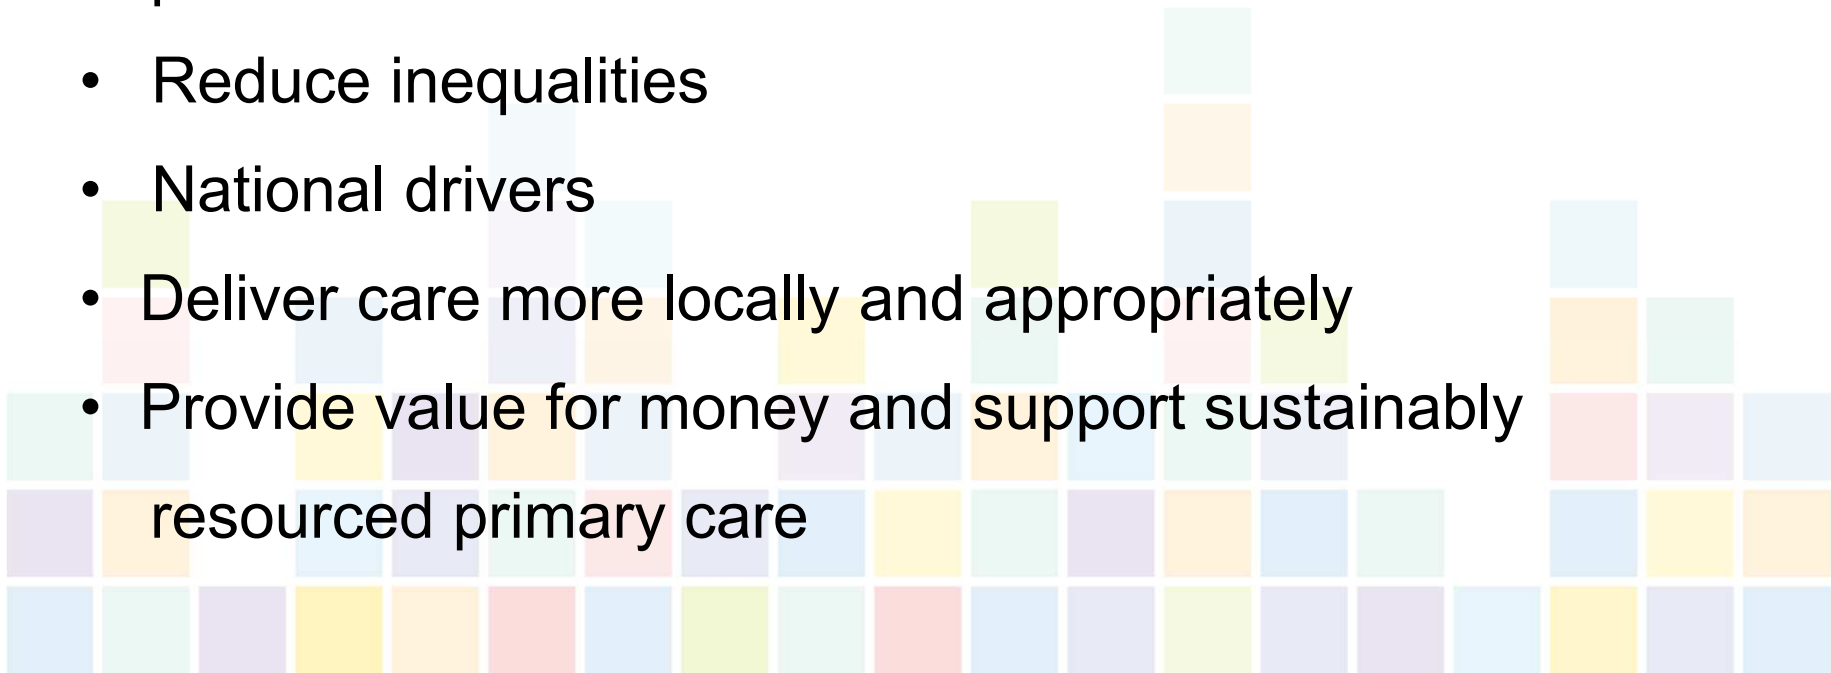 • Reduce inequalities
• National drivers
• Deliver care more locally and appropriately
• Provide value for money and support sustainably
resourced primary care